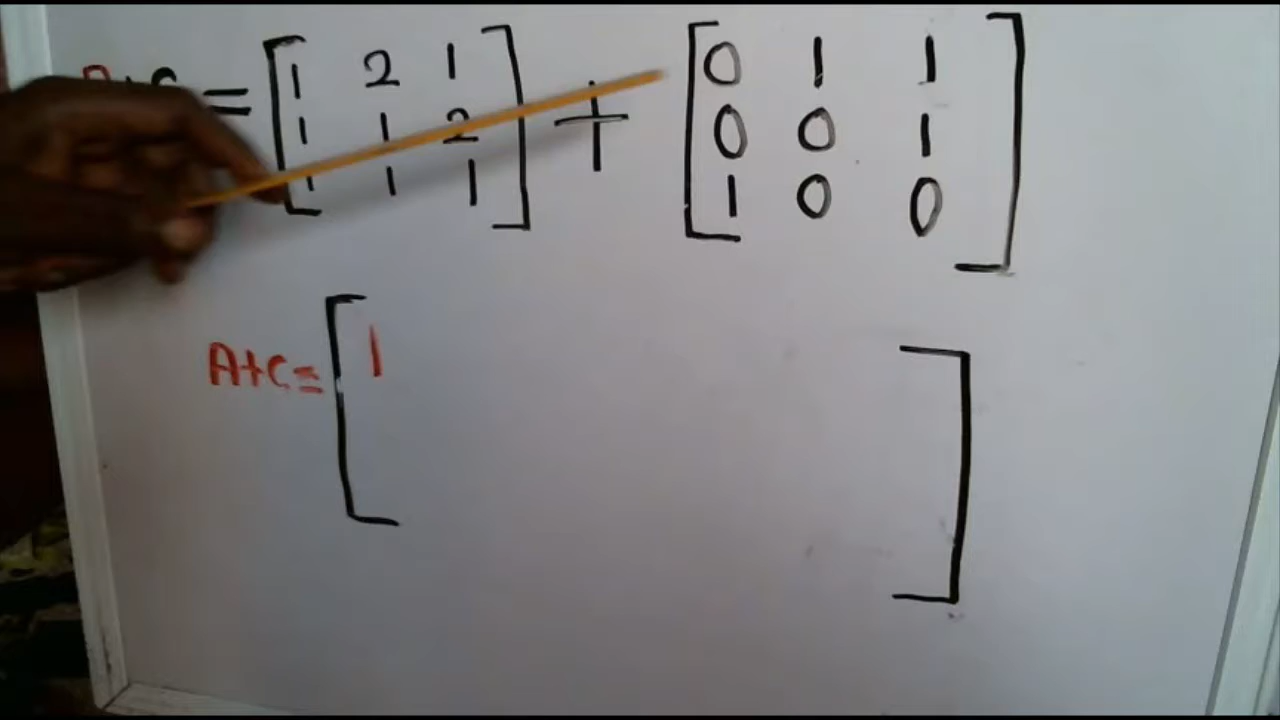 = [1 2 1 + [0 1 1
1 1 2 0 0 1
1 1 1] 1 0 0]
A+C= [1 ]